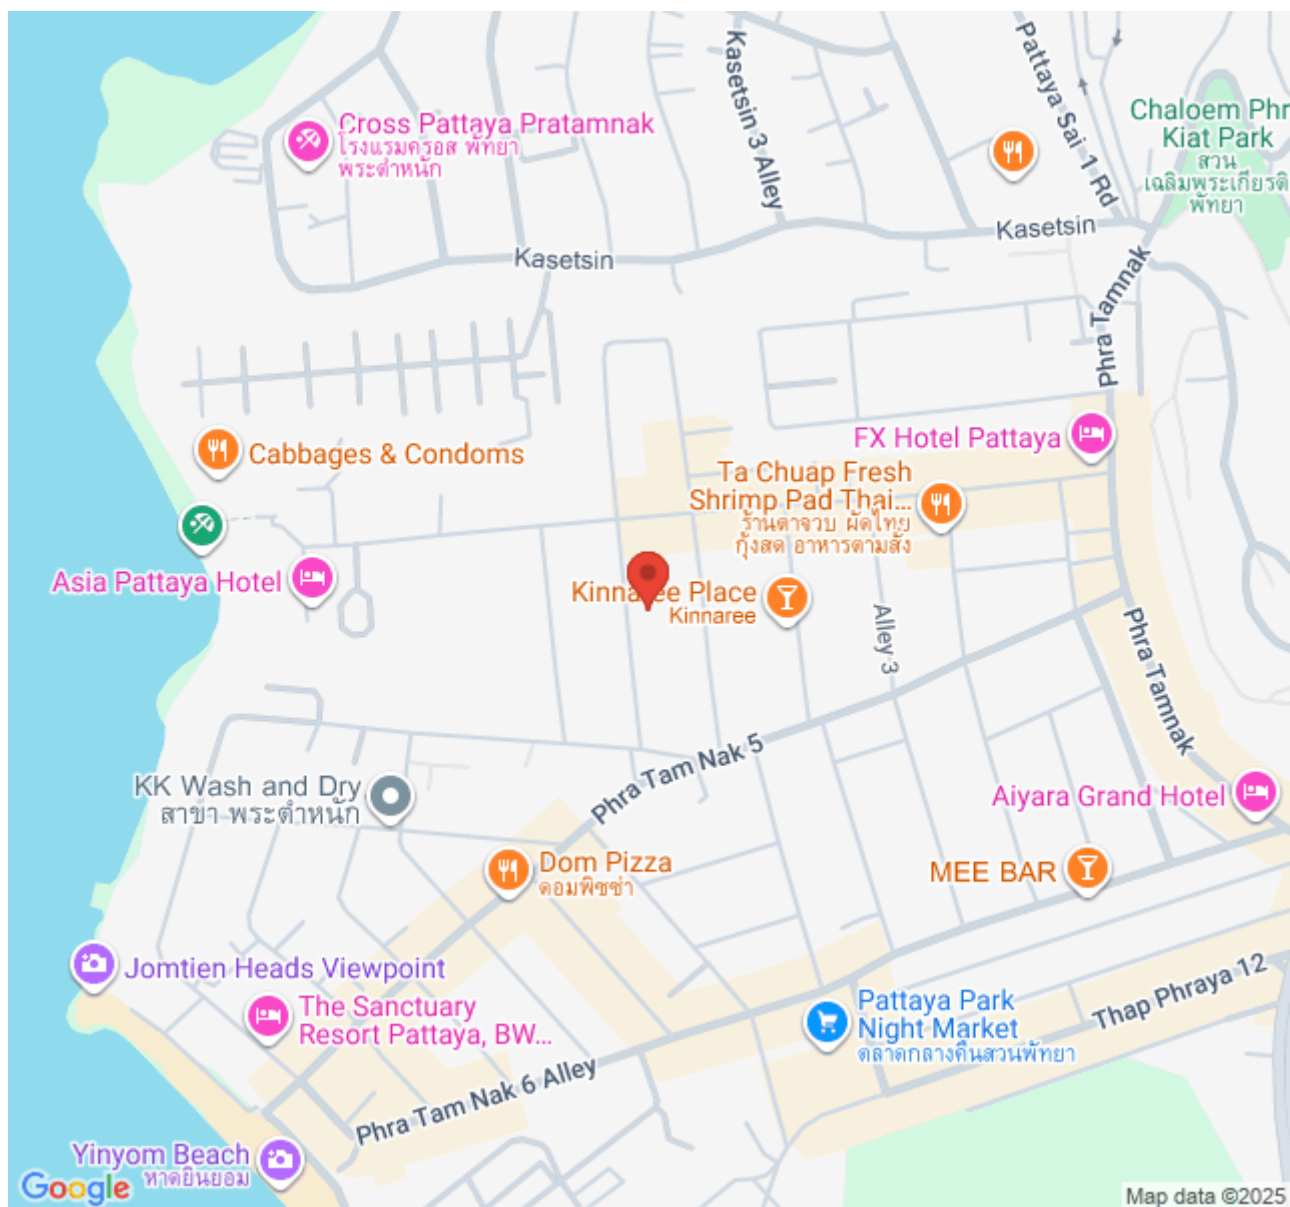 Cross Pattaya Pratamnak
โรงแรมครอส พัทยา
พระตำหนัก
Kasetsin 3 Alley
Pattaya Sai 1 Rd
Chaloem Phr
Kiat Park
สวน
เฉลิมพระเกียรติ
พัทยา
Kasetsin
Kasetsin
Phra Tamnak
FX Hotel Pattaya
Cabbages & Condoms
Ta Chuap Fresh
Shrimp Pad Thai...
ร้านตาจวบ ผัดไทย
กุ้งสด อาหารตามสั่ง
Asia Pattaya Hotel
Kinnaree Place
Kinnaree
Alley 3
Phra Tamnak
Phra Tam Nak 5
KK Wash and Dry
สาขา พระตำหนัก
Aiyara Grand Hotel
Dom Pizza
ดอมพิซซ่า
MEE BAR
Jomtien Heads Viewpoint
The Sanctuary
Resort Pattaya, BW...
Pattaya Park
Night Market
ตลาดกลางคืนสวนพัทยา
Thap Phraya 12
Phra Tam Nak 6 Alley
Yinyom Beach
หาดยินยอม
Google
Map data ©2025